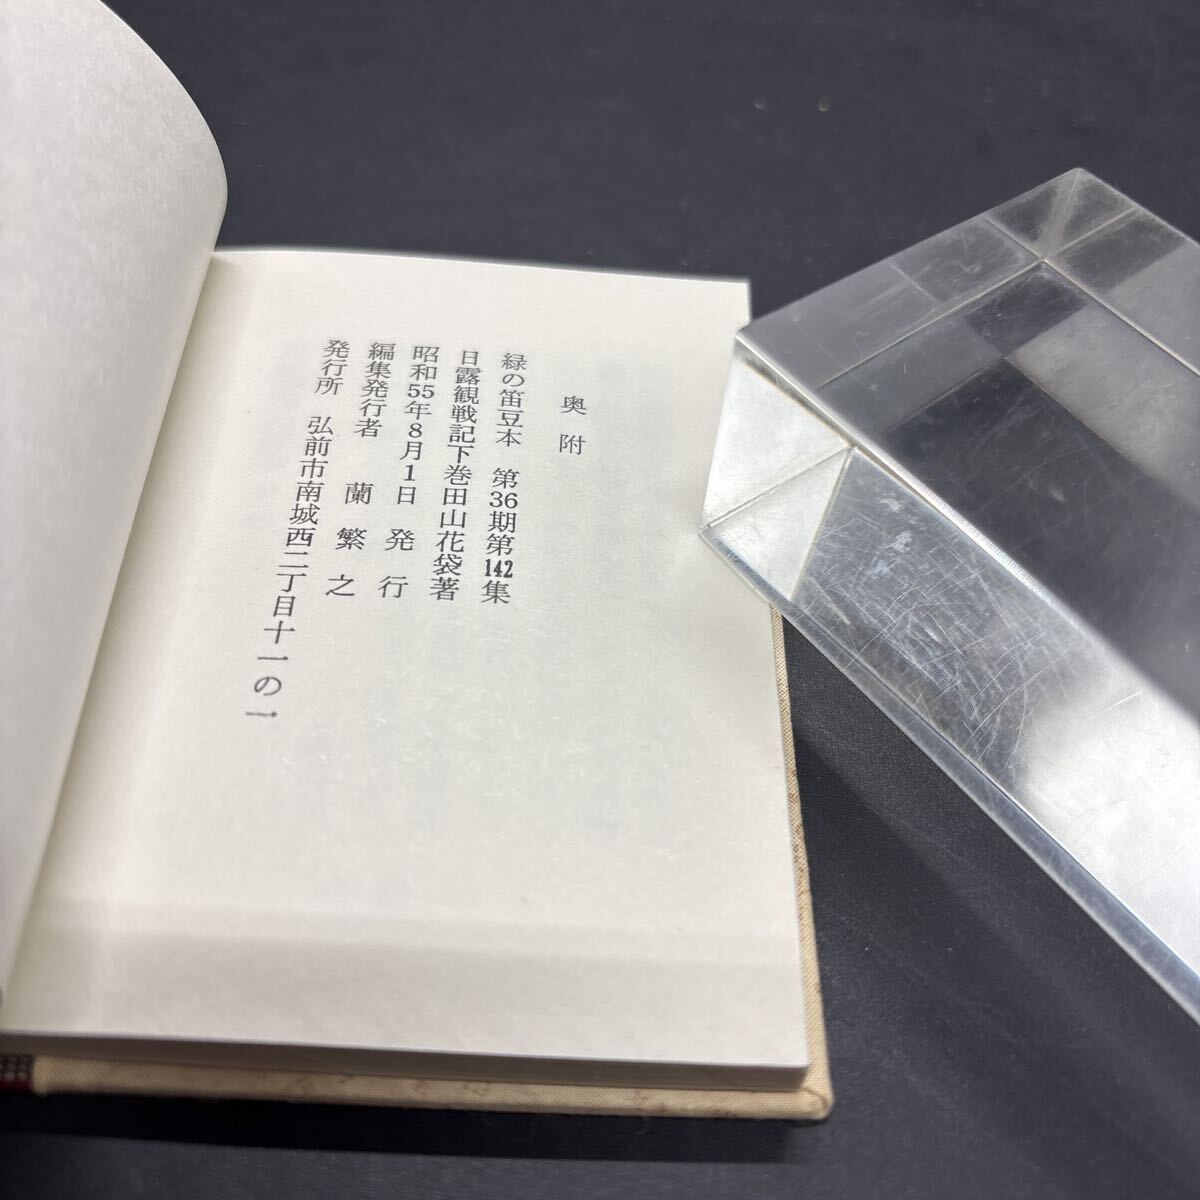 奥附
緑の笛豆本 第36期第142集
日露観戦記下巻田山花袋著
昭和55年8月1日発行
編集発行者 蘭繁之
発行所 弘前市南城西二丁目十一の一